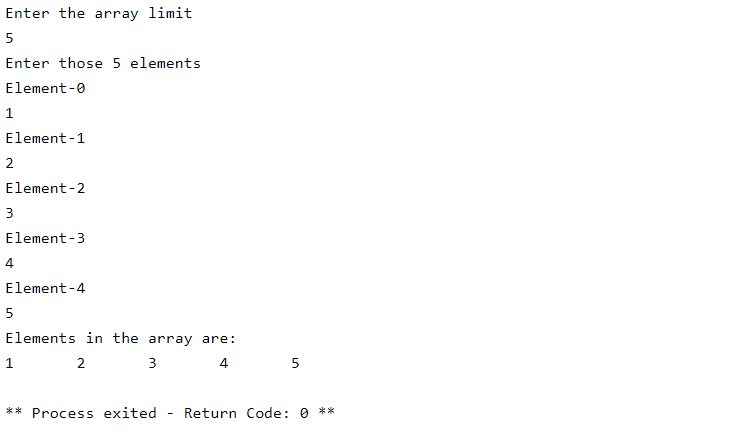 Enter the array limit
5
Enter those 5 elements
Element-0
1
Element-1
2
Element-2
3
Element-3
4
Element-4
5
Elements in the array are:
1       2       3       4       5
** Process exited - Return Code: 0 **